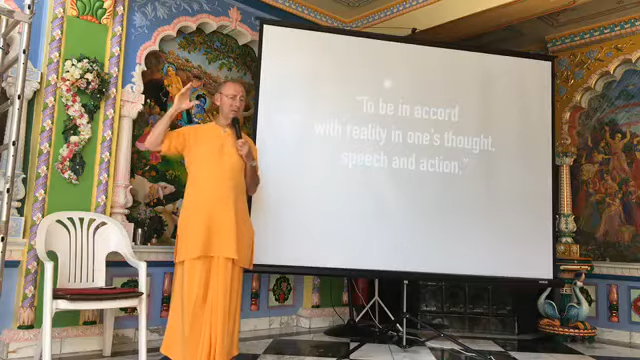 "To be in accord
with reality in one's thought,
speech and action."